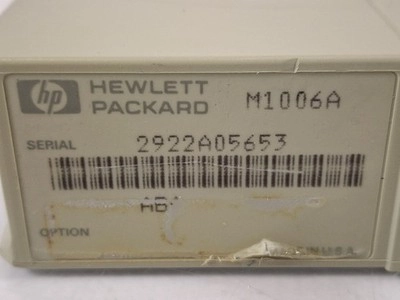 hp HEWLETT PACKARD M1006A
SERIAL 2922A05653
OPTION
U.S.A.